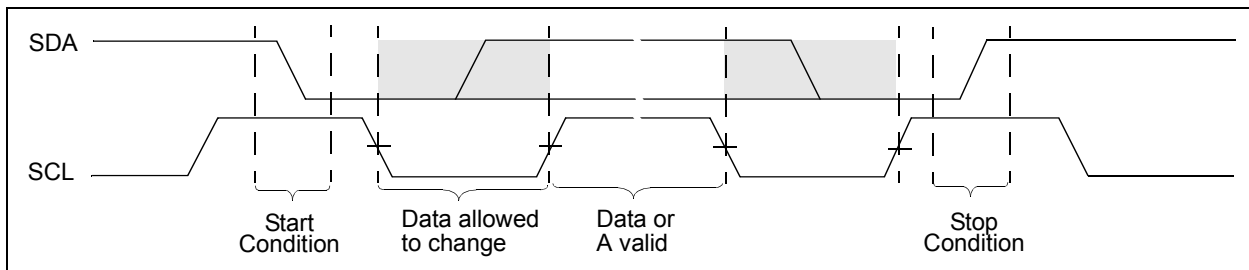 SDA
SCL
Start
Condition
Data allowed
to change
Data or
A valid
Stop
Condition